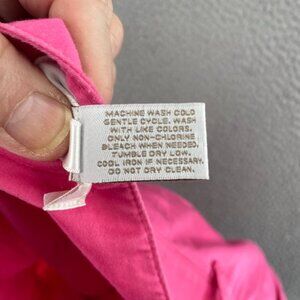 MACHINE WASH COLD
GENTLE CYCLE. WASH
WITH LIKE COLORS.
ONLY NON-CHLORINE
BLEACH WHEN NEEDED.
TUMBLE DRY LOW.
COOL IRON IF NECESSARY.
DO NOT DRY CLEAN.